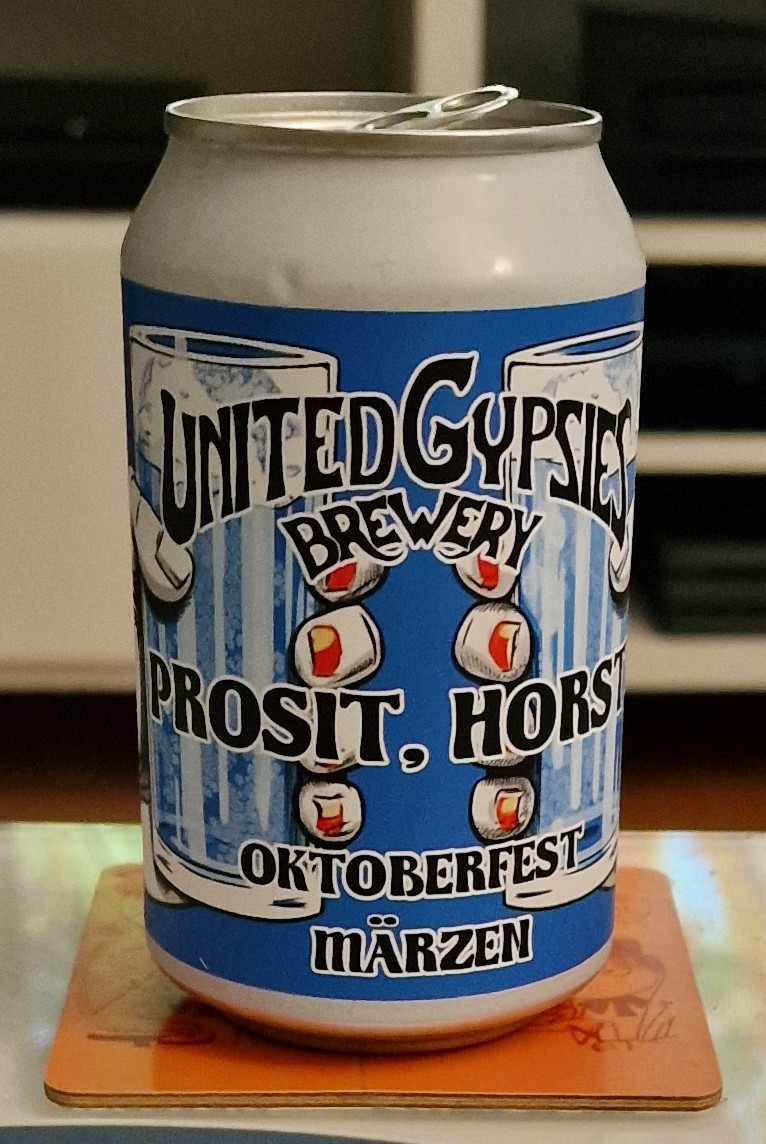 UNITED GYPSIES
BREWERY
PROSIT, HORST
OKTOBERFEST
MÄRZEN